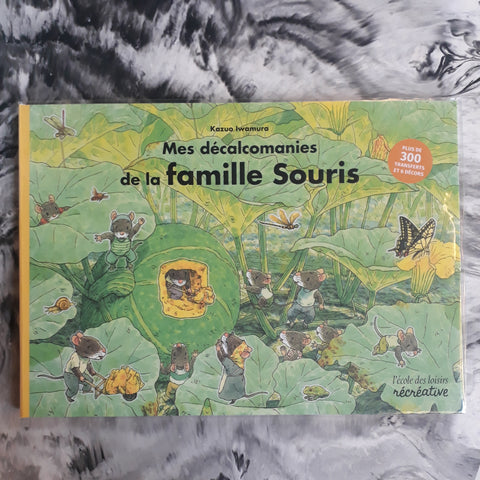 Kazuo Iwamura
Mes décalcomanies
de la famille Souris
PLUS DE
300
TRANSFERTS
ET 6 DÉCORS
l'école des loisirs
récréative